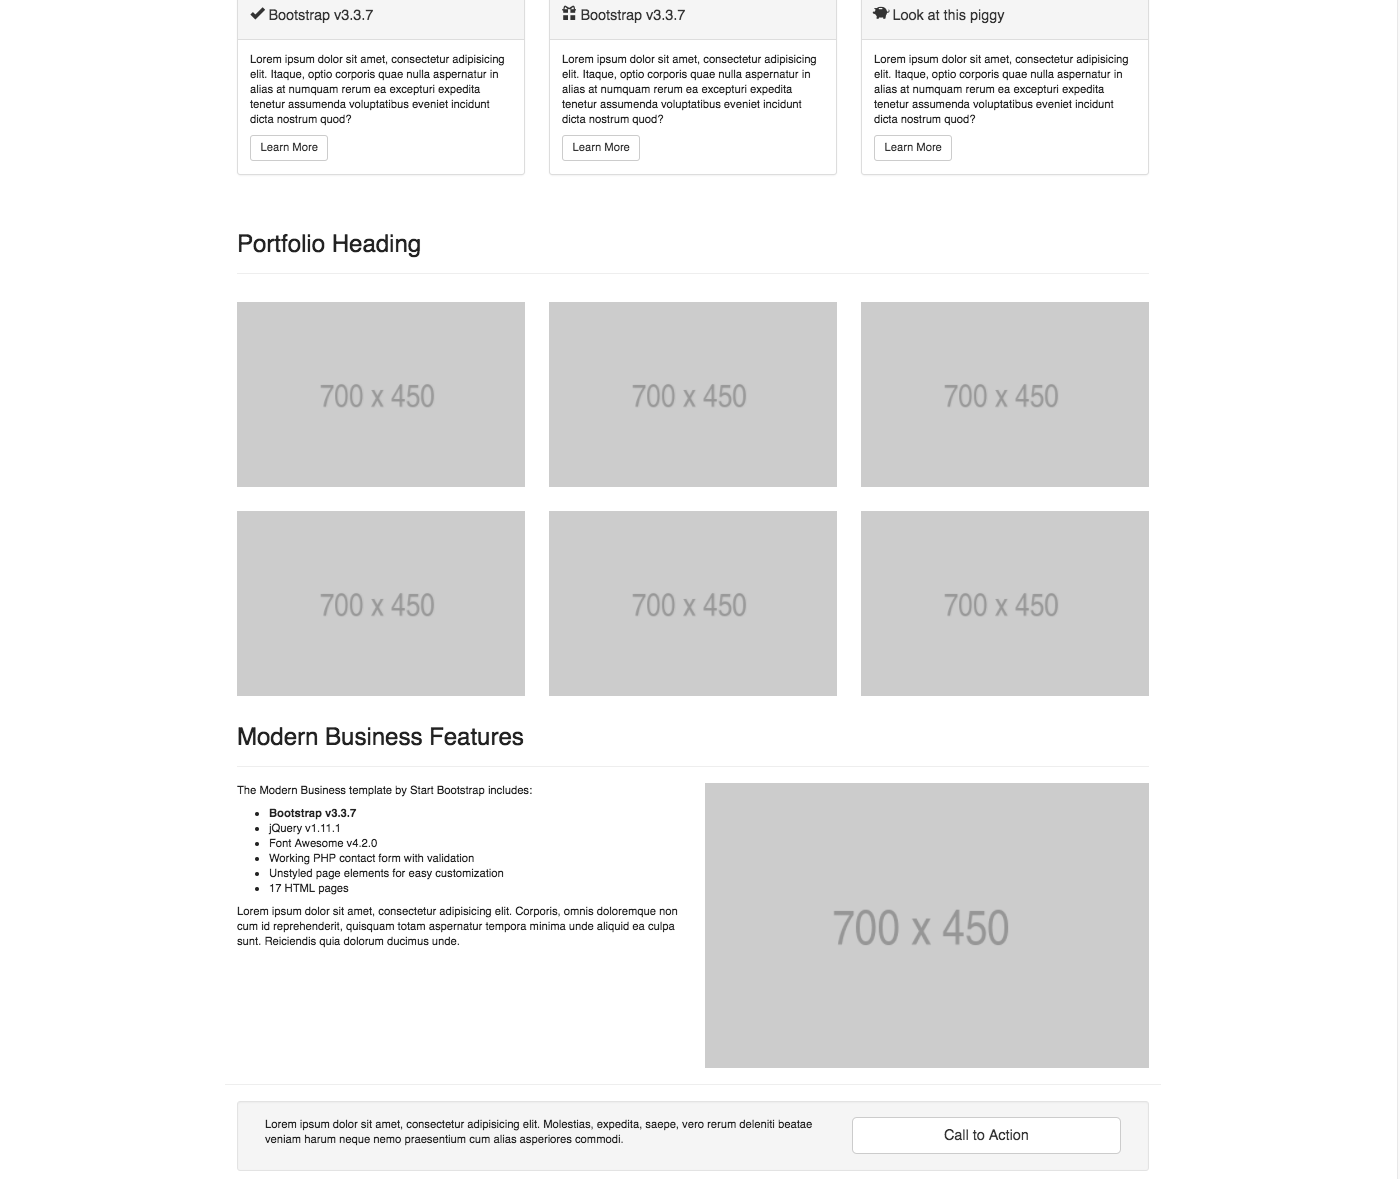 Bootstrap v3.3.7
Lorem ipsum dolor sit amet, consectetur adipisicing
elit. Itaque, optio corporis quae nulla aspernatur in
alias at numquam rerum ea excepturi expedita
tenetur assumenda voluptatibus eveniet incidunt
dicta nostrum quod?
Learn More
Bootstrap v3.3.7
Lorem ipsum dolor sit amet, consectetur adipisicing
elit. Itaque, optio corporis quae nulla aspernatur in
alias at numquam rerum ea excepturi expedita
tenetur assumenda voluptatibus eveniet incidunt
dicta nostrum quod?
Learn More
Look at this piggy
Lorem ipsum dolor sit amet, consectetur adipisicing
elit. Itaque, optio corporis quae nulla aspernatur in
alias at numquam rerum ea excepturi expedita
tenetur assumenda voluptatibus eveniet incidunt
dicta nostrum quod?
Learn More
Portfolio Heading
700 x 450
700 x 450
700 x 450
700 x 450
700 x 450
700 x 450
Modern Business Features
The Modern Business template by Start Bootstrap includes:
• Bootstrap v3.3.7
• jQuery v1.11.1
• Font Awesome v4.2.0
• Working PHP contact form with validation
• Unstyled page elements for easy customization
• 17 HTML pages
Lorem ipsum dolor sit amet, consectetur adipisicing elit. Corporis, omnis doloremque non
cum id reprehenderit, quisquam totam aspernatur tempora minima unde aliquid ea culpa
sunt. Reiciendis quia dolorum ducimus unde.
700 x 450
Lorem ipsum dolor sit amet, consectetur adipisicing elit. Molestias, expedita, saepe, vero rerum deleniti beatae
veniam harum neque nemo praesentium cum alias asperiores commodi.
Call to Action